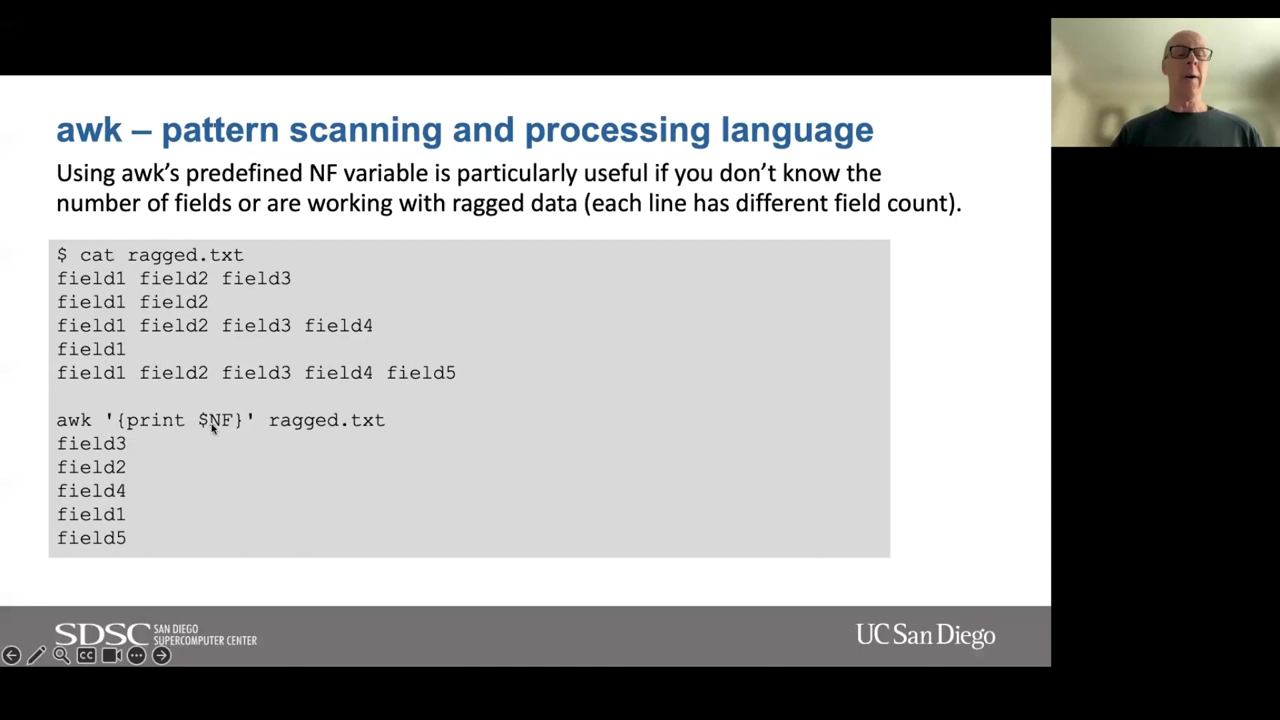 awk – pattern scanning and processing language
Using awk's predefined NF variable is particularly useful if you don't know the
number of fields or are working with ragged data (each line has different field count).
$ cat ragged.txt
field1 field2 field3
field1 field2
field1 field2 field3 field4
field1
field1 field2 field3 field4 field5
awk '{print $NF}' ragged.txt
field3
field2
field4
field1
field5
SDSC SAN DIEGO
SUPERCOMPUTER CENTER
UC San Diego
CC